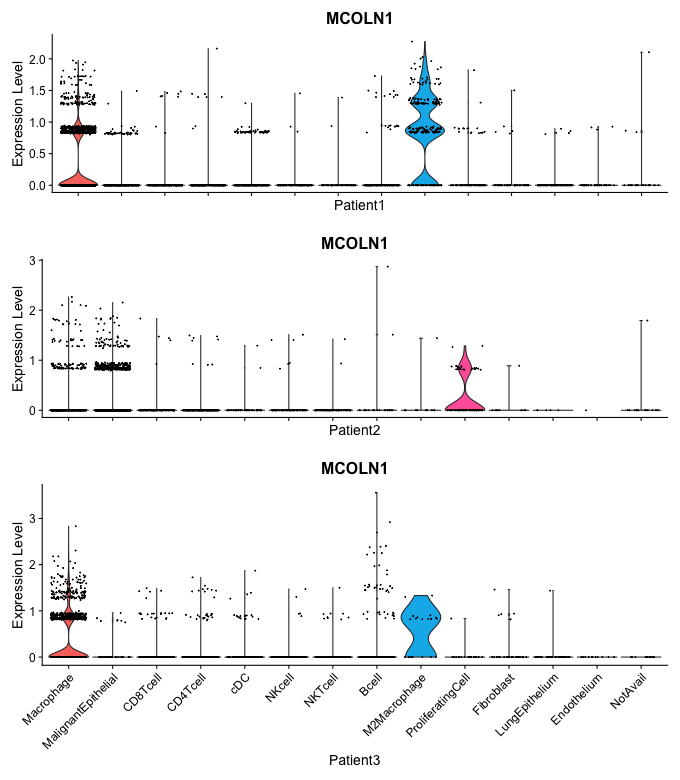 MCOLN1
Expression Level
2.0
1.5
1.0
0.5
0.0
Patient1
MCOLN1
Expression Level
3
2
1
0
Patient2
MCOLN1
Expression Level
3
2
1
0
Macrophage
MalignantEpithelial
CD8Tcell
CD4Tcell
cDC
NKcell
NKTcell
Bcell
M2Macrophage
ProliferatingCell
Fibroblast
LungEpithelium
Endothelium
NotAvail
Patient3